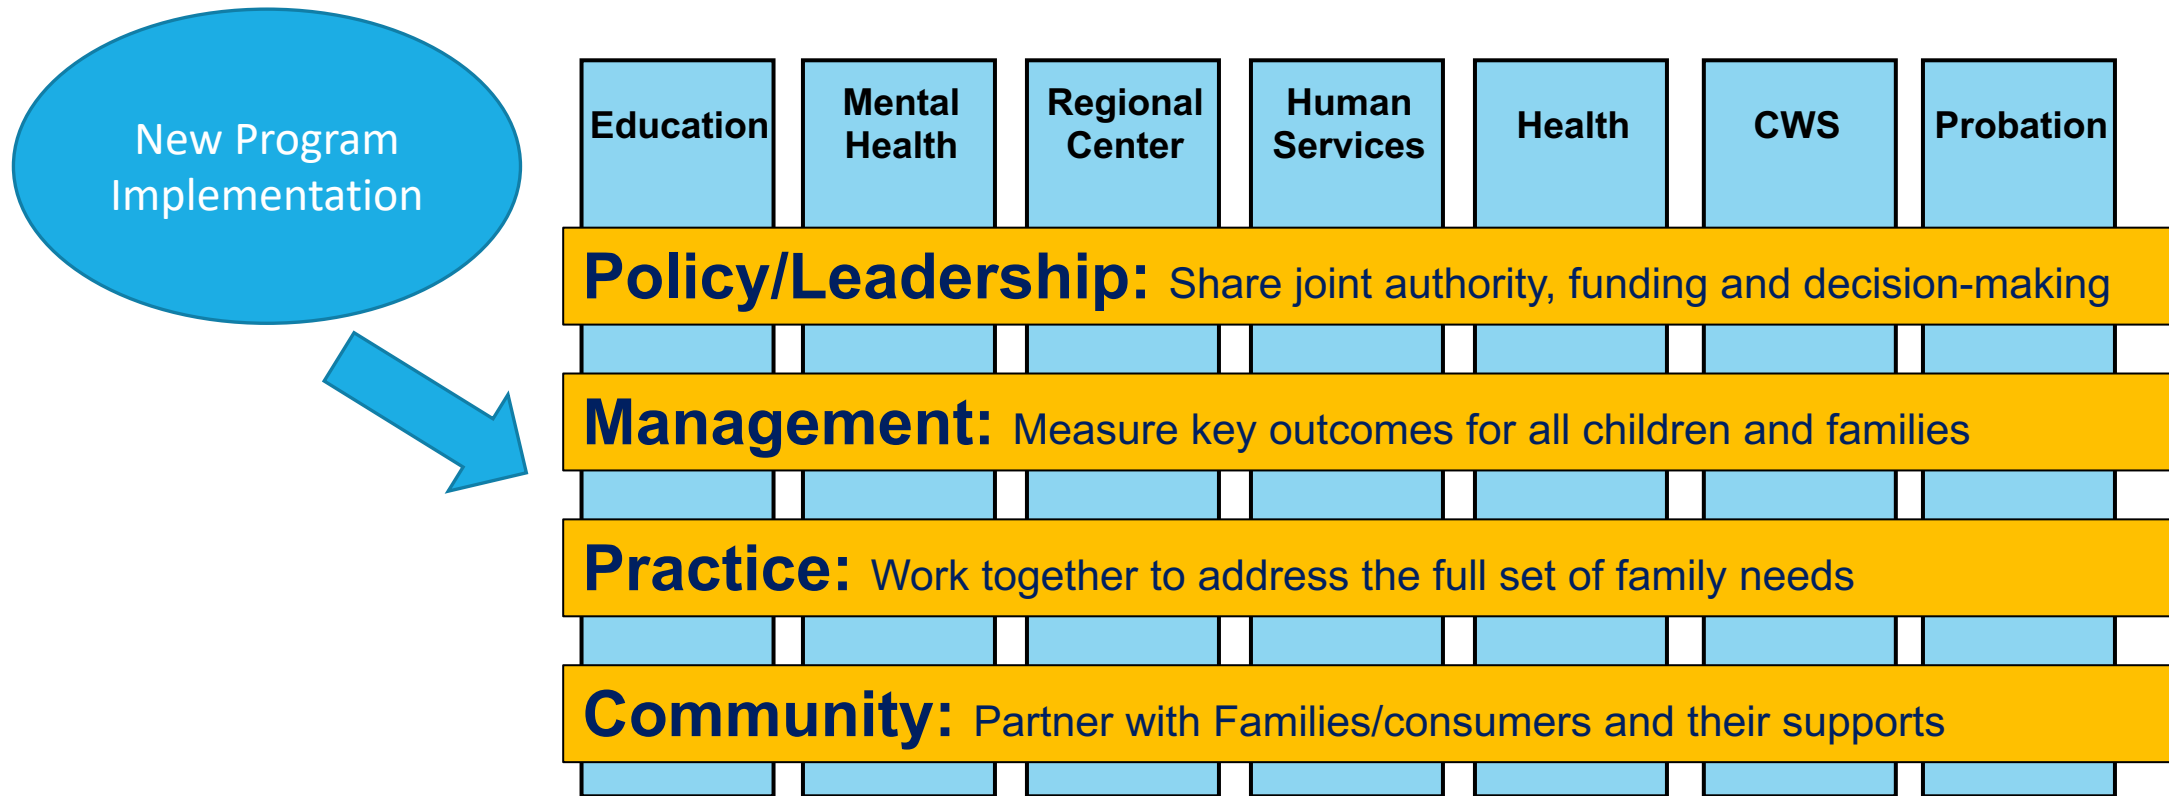 New Program
Implementation
Education
Mental
Health
Regional
Center
Human
Services
Health
CWS
Probation
Policy/Leadership: Share joint authority, funding and decision-making
Management: Measure key outcomes for all children and families
Practice: Work together to address the full set of family needs
Community: Partner with Families/consumers and their supports